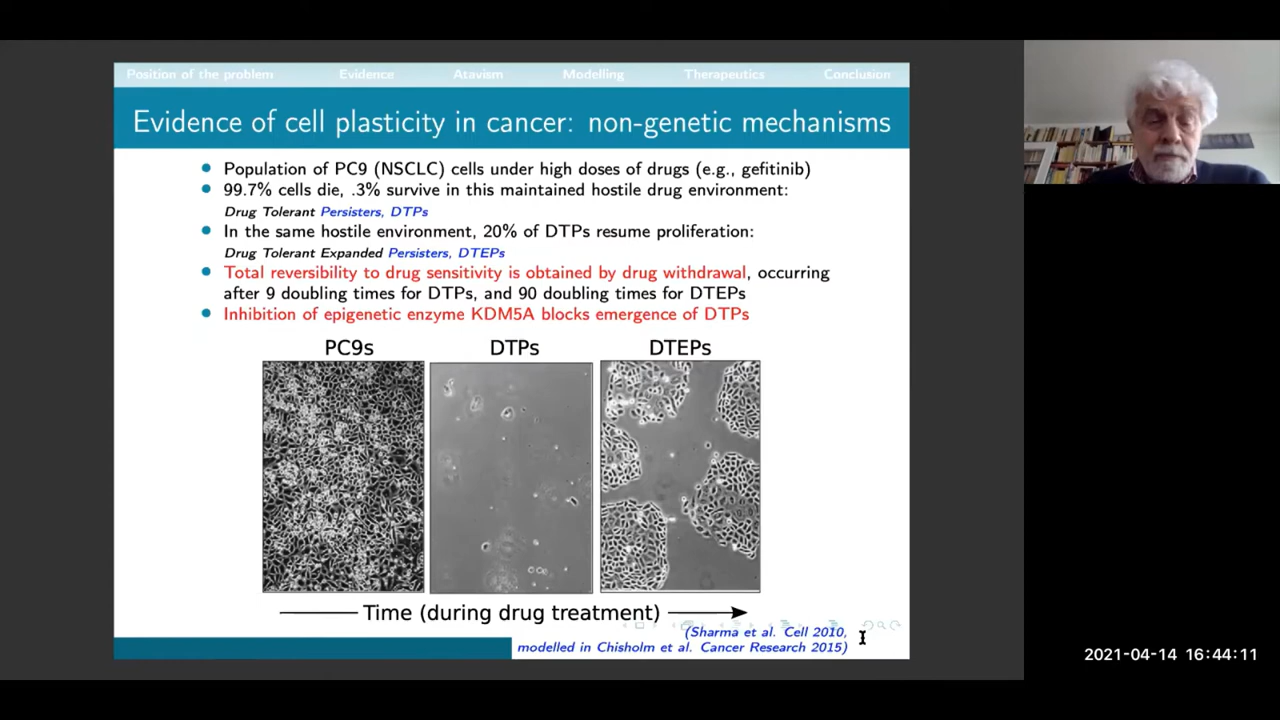 Position of the problem Evidence Atavism Modelling Therapeutics Conclusion
Evidence of cell plasticity in cancer: non-genetic mechanisms
Population of PC9 (NSCLC) cells under high doses of drugs (e.g., gefitinib)
99.7% cells die, .3% survive in this maintained hostile drug environment:
Drug Tolerant Persisters, DTPs
In the same hostile environment, 20% of DTPs resume proliferation:
Drug Tolerant Expanded Persisters, DTEPs
Total reversibility to drug sensitivity is obtained by drug withdrawal, occurring
after 9 doubling times for DTPs, and 90 doubling times for DTEPs
Inhibition of epigenetic enzyme KDM5A blocks emergence of DTPs
PC9s DTPs DTEPs
Time (during drug treatment)
(Sharma et al. Cell 2010,
modelled in Chisholm et al. Cancer Research 2015)
2021-04-14 16:44:11